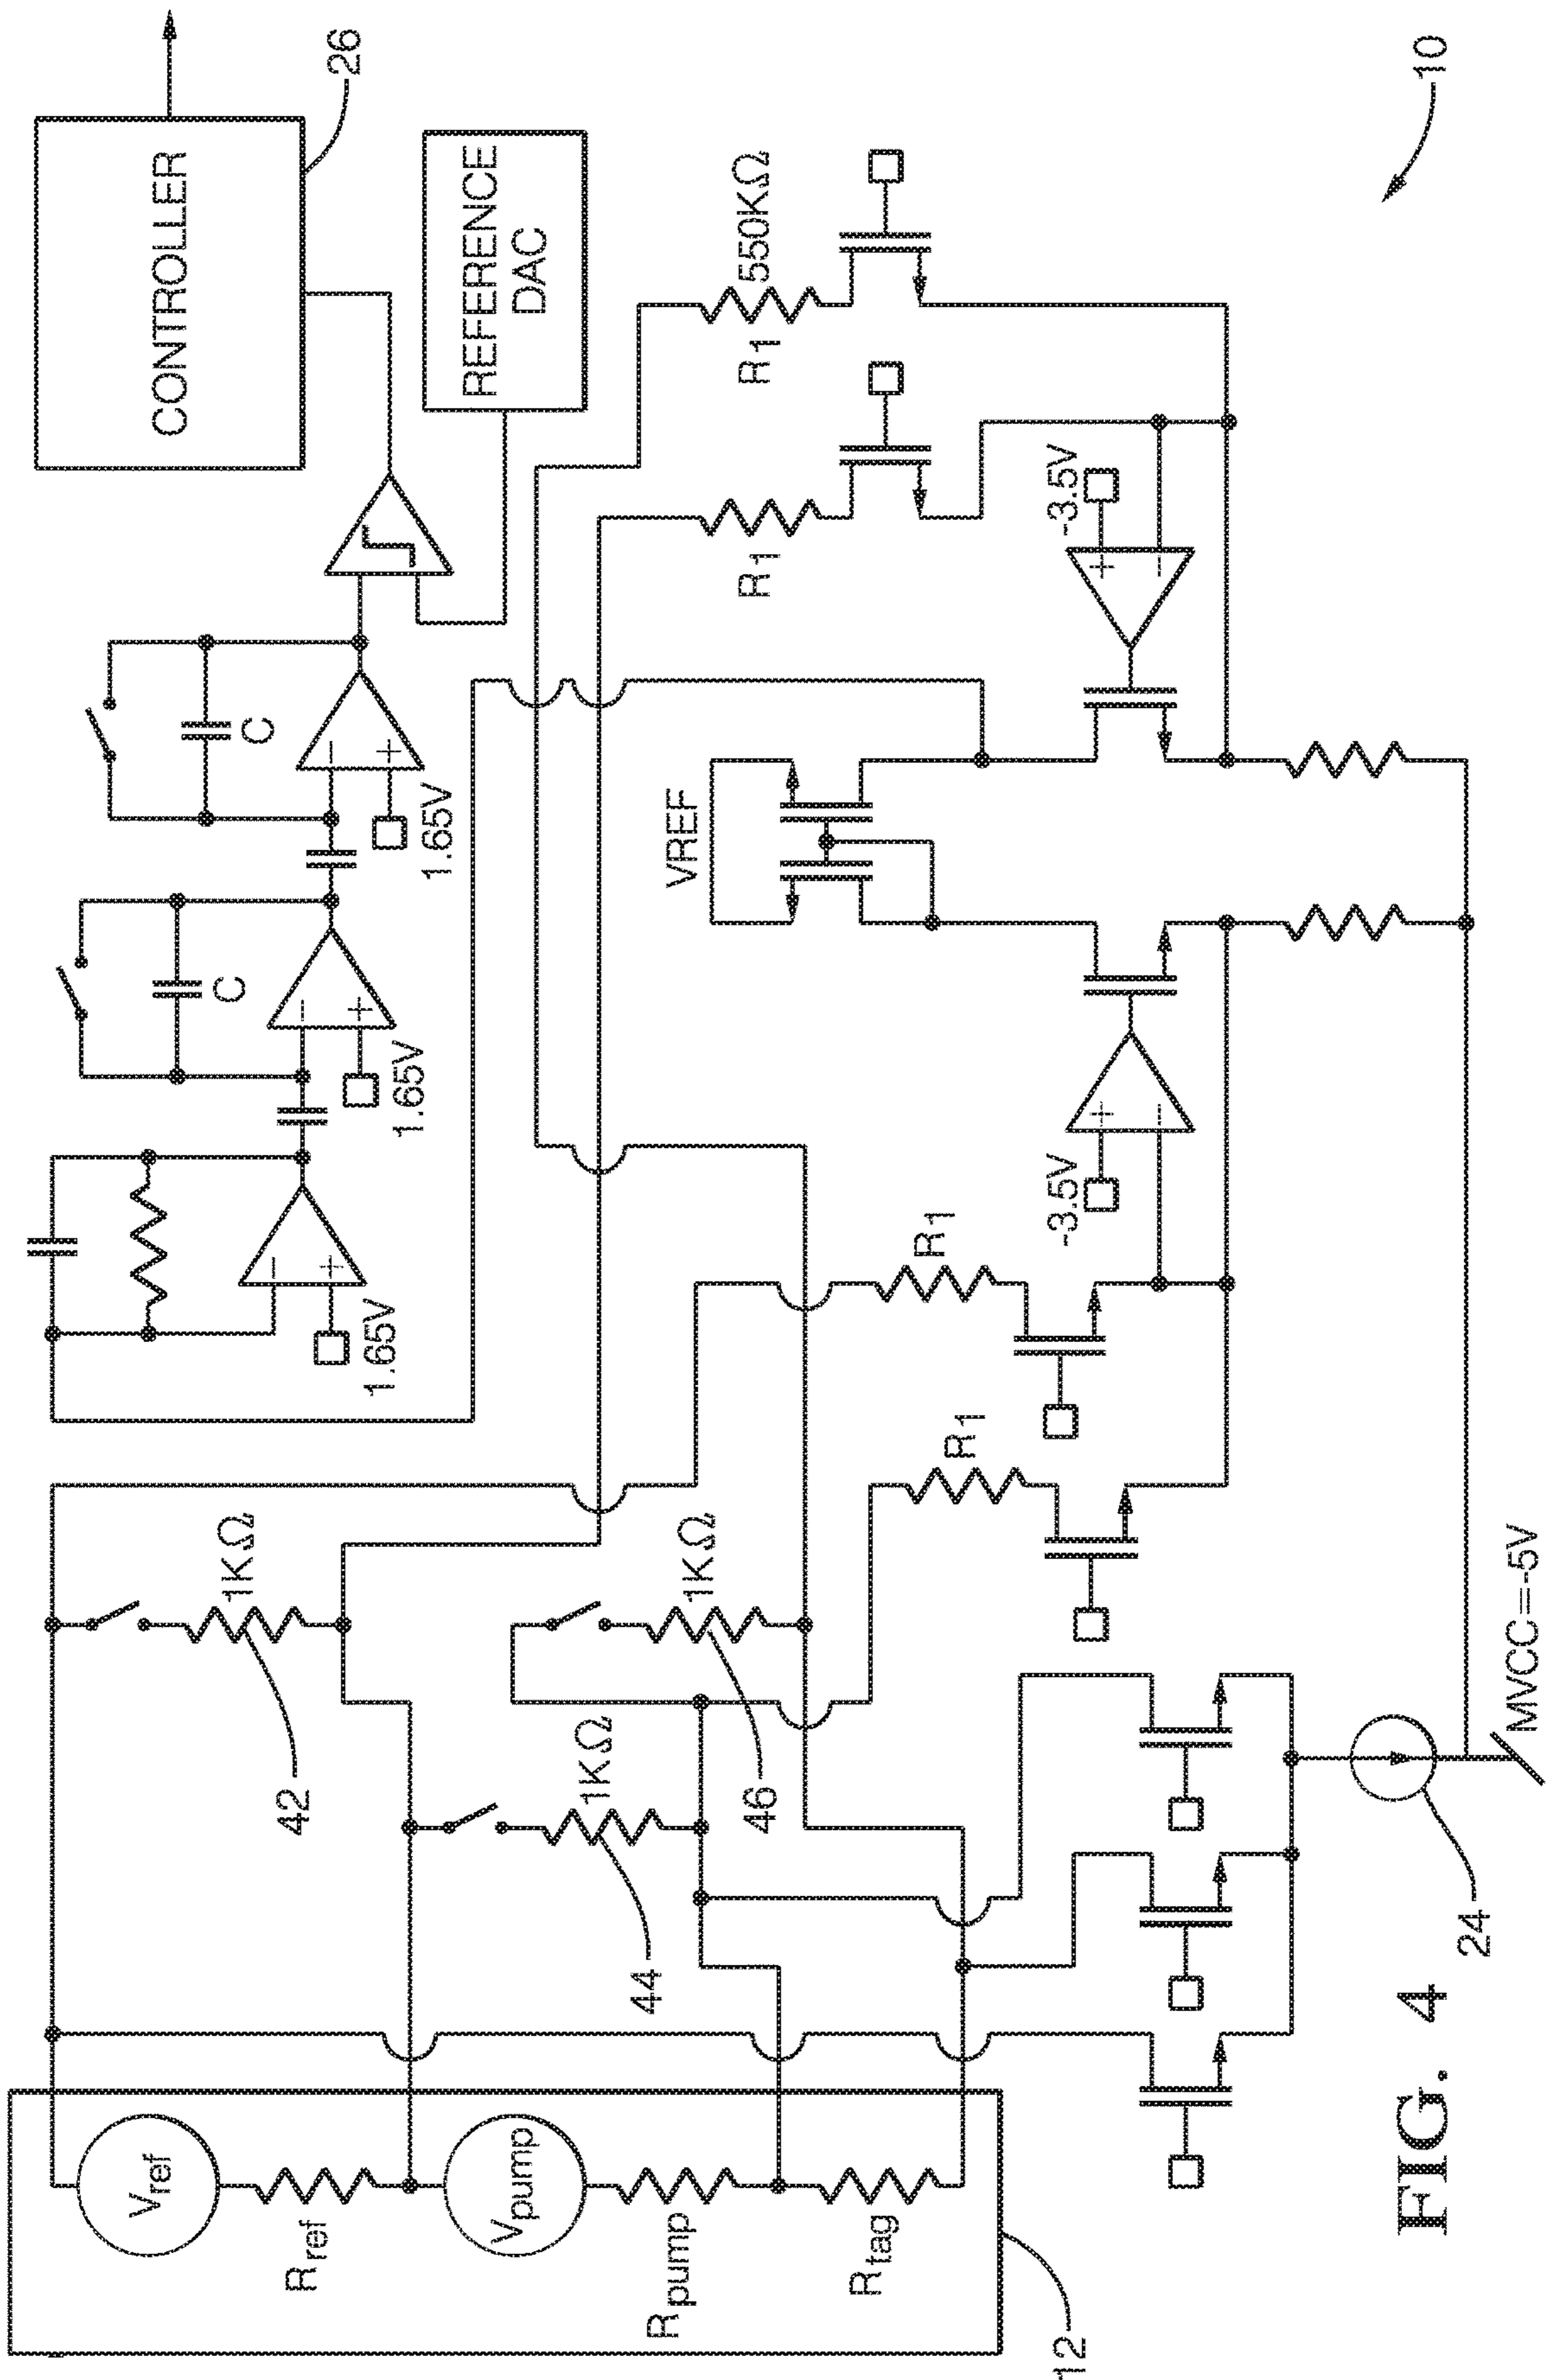 CONTROLLER
26
REFERENCE
DAC
10
C
1.65V
C
1.65V
1.65V
VREF
R1
550KΩ
R1
-3.5V
-3.5V
R1
R1
1KΩ
42
1KΩ
44
1KΩ
46
Vref
Rref
Vpump
Rpump
Rtag
12
24
MVCC=-5V
+
−
+
−
−
+
−
+
−
+
FIG. 4